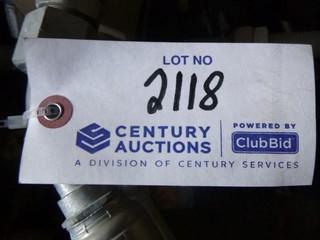 LOT NO
2118
CENTURY AUCTIONS
POWERED BY
ClubBid
A DIVISION OF CENTURY SERVICES